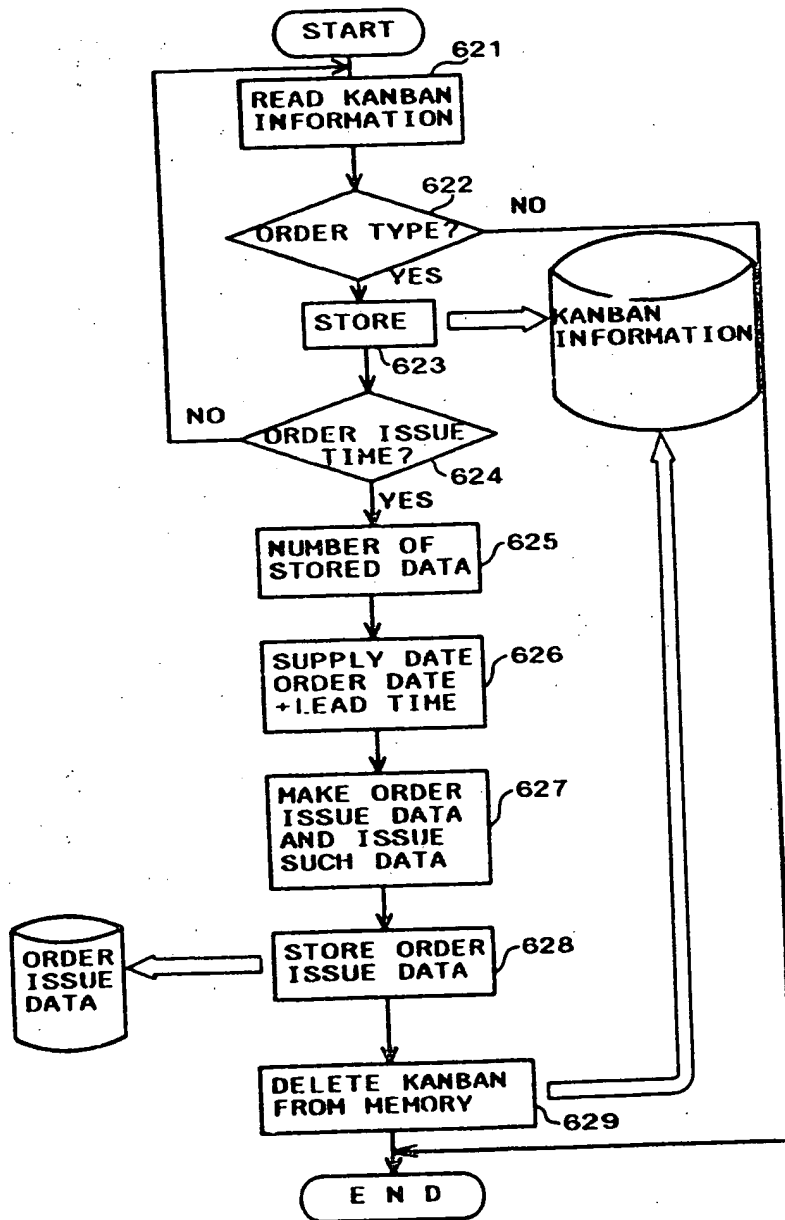 START
621
READ KANBAN
INFORMATION
622
NO
ORDER TYPE?
YES
STORE
623
KANBAN
INFORMATION
NO
ORDER ISSUE
TIME?
624
YES
NUMBER OF
STORED DATA
625
SUPPLY DATE
ORDER DATE
+LEAD TIME
626
MAKE ORDER
ISSUE DATA
AND ISSUE
SUCH DATA
627
STORE ORDER
ISSUE DATA
628
ORDER
ISSUE
DATA
DELETE KANBAN
FROM MEMORY
629
END